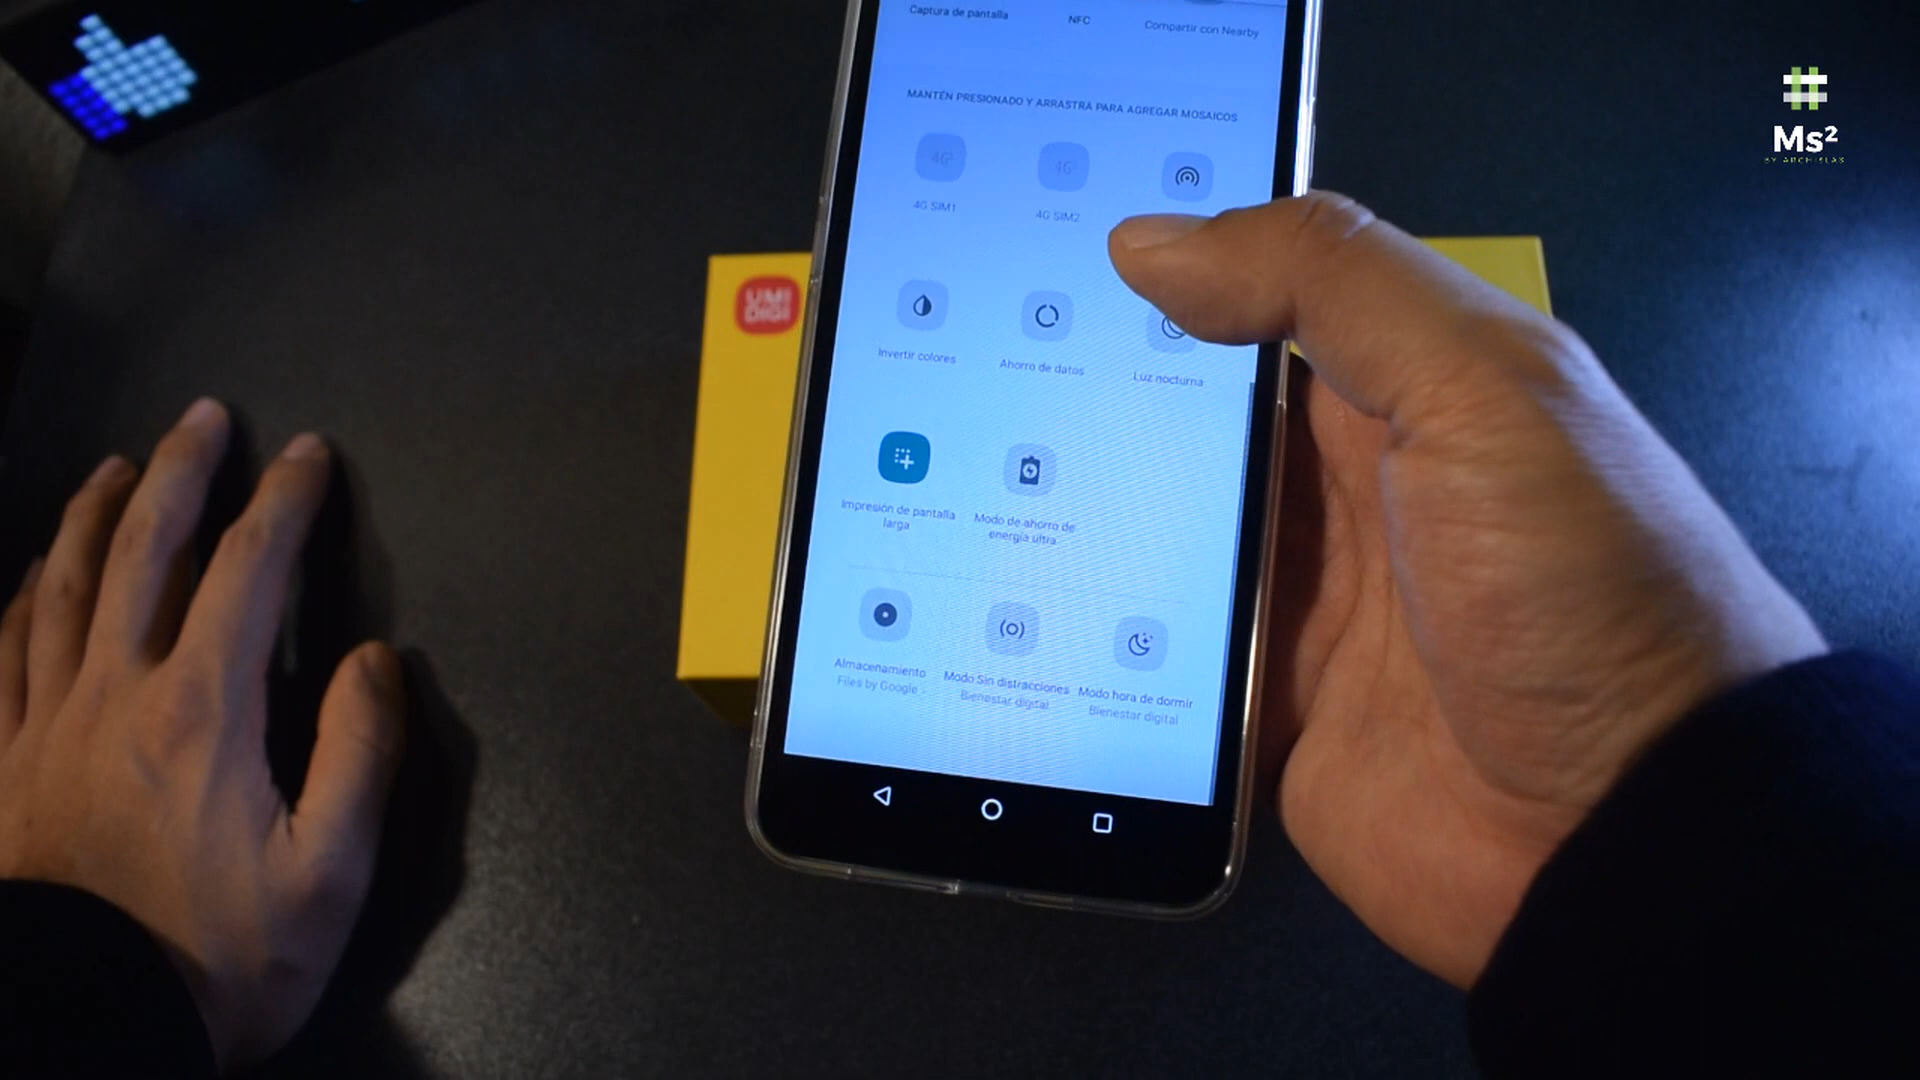 Captura de pantalla
NFC
Compartir con Nearby
MANTÉN PRESIONADO Y ARRASTRA PARA AGREGAR MOSAICOS
4G
4G
4G SIM1
4G SIM2
Invertir colores
Ahorro de datos
Luz nocturna
Impresión de pantalla
larga
Modo de ahorro de
energía ultra
Almacenamiento
Files by Google
Modo Sin distracciones
Bienestar digital
Modo hora de dormir
Bienestar digital
UMI
DIGI
#
Ms²
BY ARCHISLAS